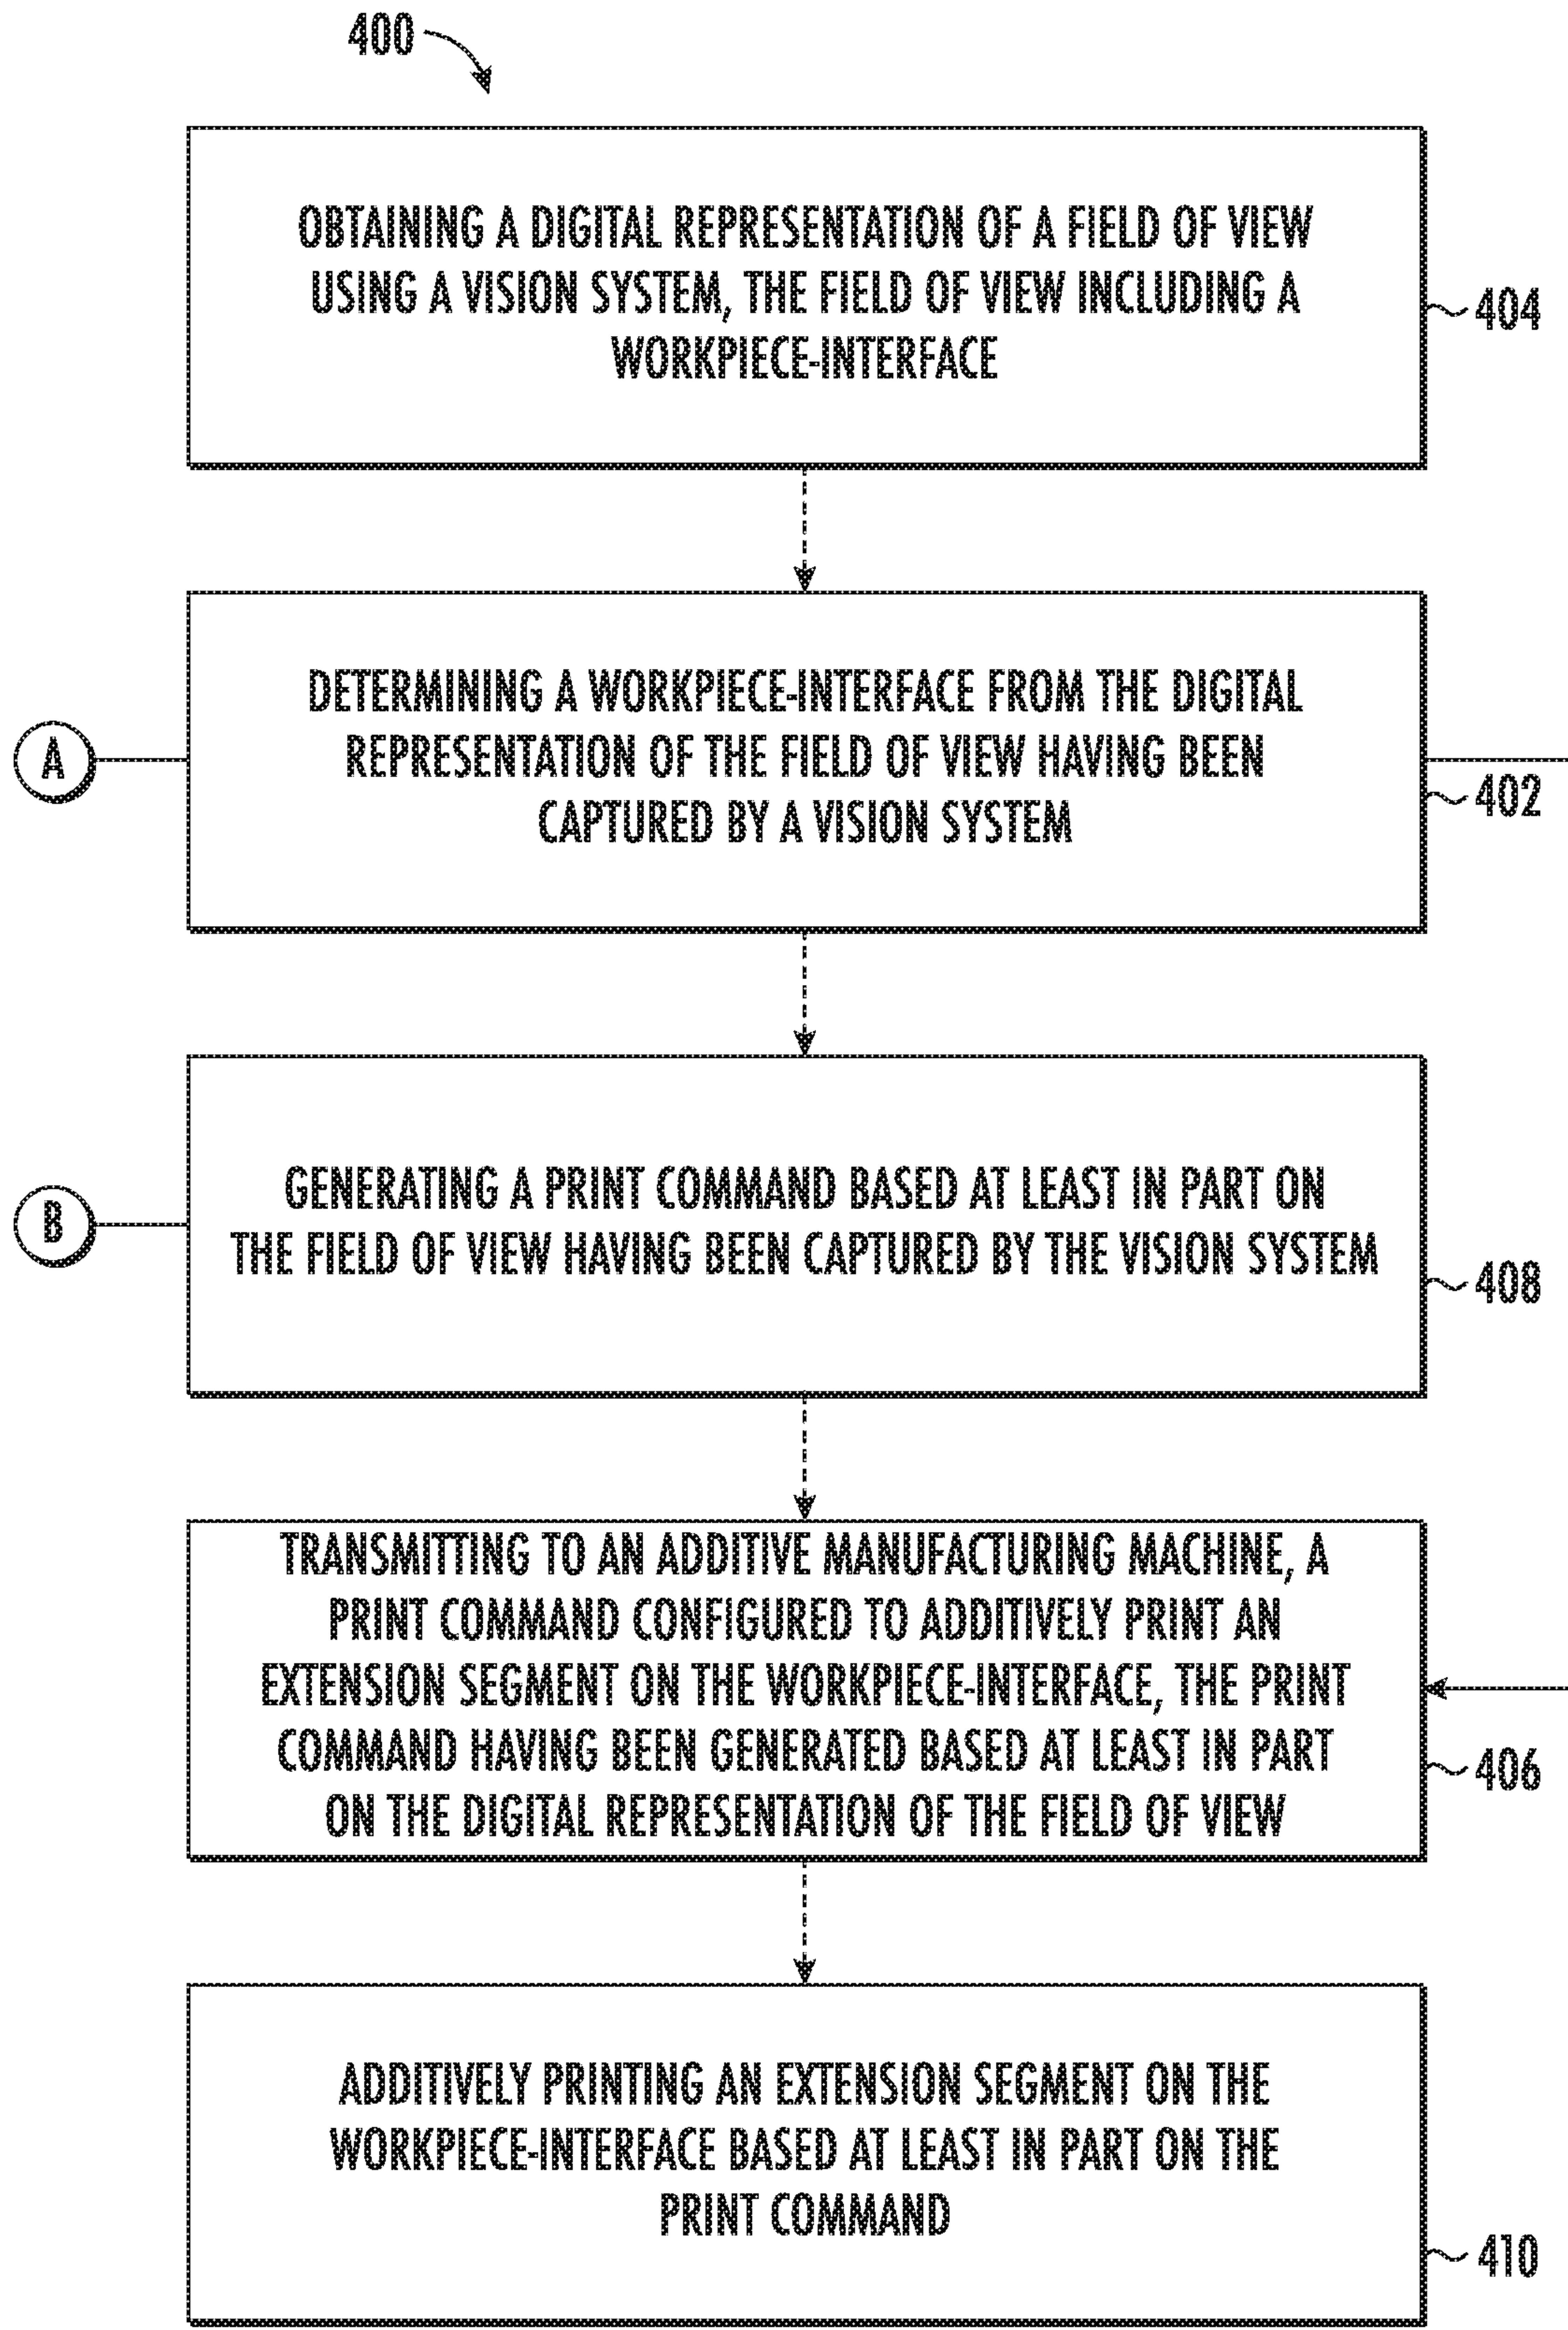 400
OBTAINING A DIGITAL REPRESENTATION OF A FIELD OF VIEW
USING A VISION SYSTEM, THE FIELD OF VIEW INCLUDING A
WORKPIECE-INTERFACE
404
DETERMINING A WORKPIECE-INTERFACE FROM THE DIGITAL
REPRESENTATION OF THE FIELD OF VIEW HAVING BEEN
CAPTURED BY A VISION SYSTEM
A
402
GENERATING A PRINT COMMAND BASED AT LEAST IN PART ON
THE FIELD OF VIEW HAVING BEEN CAPTURED BY THE VISION SYSTEM
B
408
TRANSMITTING TO AN ADDITIVE MANUFACTURING MACHINE, A
PRINT COMMAND CONFIGURED TO ADDITIVELY PRINT AN
EXTENSION SEGMENT ON THE WORKPIECE-INTERFACE, THE PRINT
COMMAND HAVING BEEN GENERATED BASED AT LEAST IN PART
ON THE DIGITAL REPRESENTATION OF THE FIELD OF VIEW
406
ADDITIVELY PRINTING AN EXTENSION SEGMENT ON THE
WORKPIECE-INTERFACE BASED AT LEAST IN PART ON THE
PRINT COMMAND
410